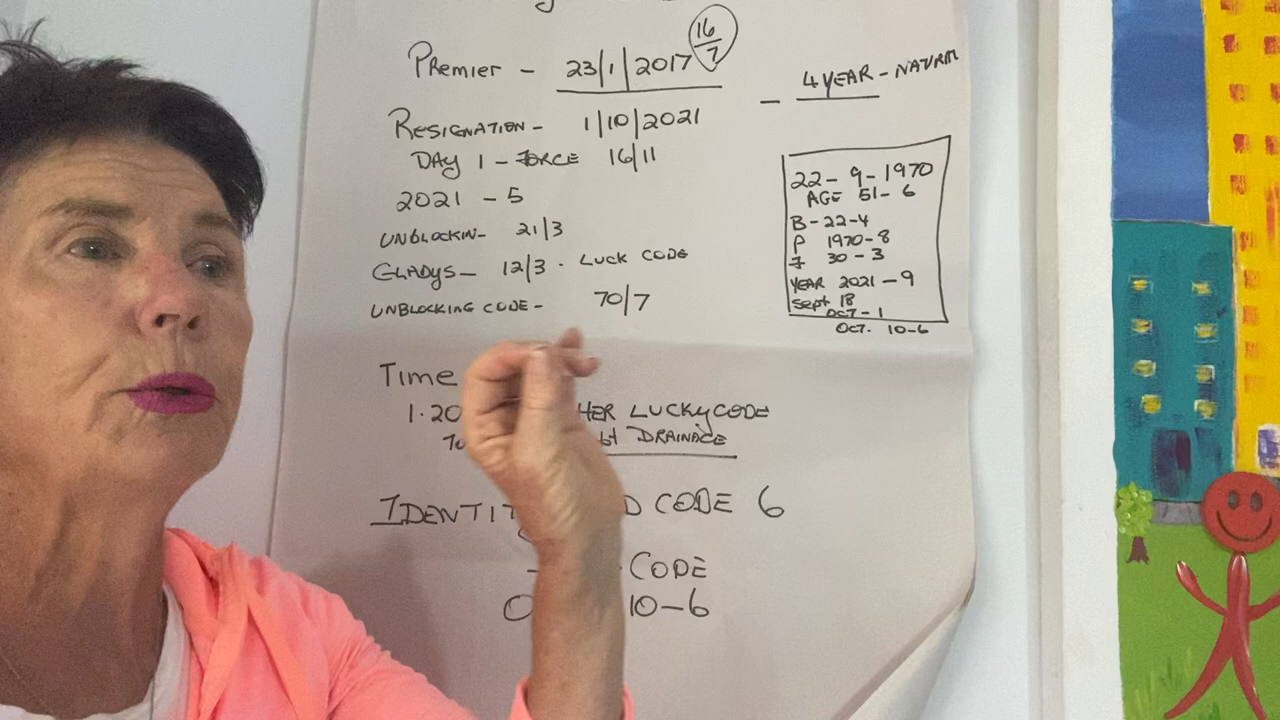 Premier - 23/1/2017 16/7
- 4 YEAR - NATURAL
Resignation - 1/10/2021
DAY 1 - FORCE 16/11
2021 - 5
UNBLOCKIN- 21/3
GLADYS- 12/3 . LUCK CODE
UNBLOCKING CODE - 70/7
22-9-1970
AGE 51-6
B-22-4
P 1970-8
30-3
YEAR 2021-9
Sept 18
OCT-1
OCT. 10-6
Time
1.20 HER LUCKY CODE
DRAINAGE
CODE 6
CODE
10-6